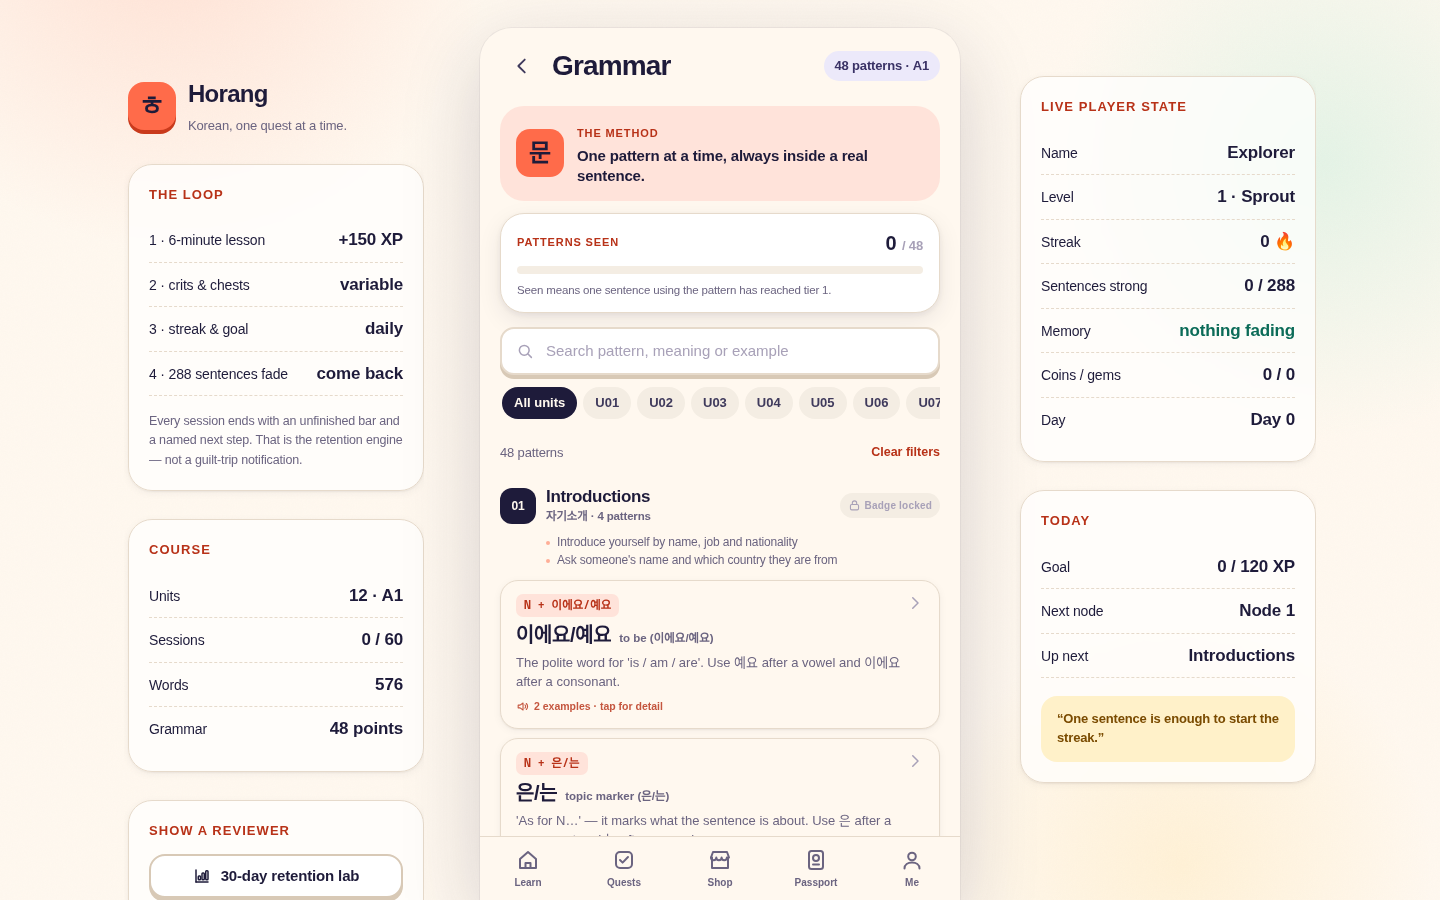 ㅎ
Horang
Korean, one quest at a time.
THE LOOP
1 · 6-minute lesson +150 XP
2 · crits & chests variable
3 · streak & goal daily
4 · 288 sentences fade come back
Every session ends with an unfinished bar and
a named next step. That is the retention engine
— not a guilt-trip notification.
COURSE
Units 12 · A1
Sessions 0 / 60
Words 576
Grammar 48 points
SHOW A REVIEWER
30-day retention lab
Grammar
48 patterns · A1
문
THE METHOD
One pattern at a time, always inside a real
sentence.
PATTERNS SEEN 0 / 48
Seen means one sentence using the pattern has reached tier 1.
Search pattern, meaning or example
All units U01 U02 U03 U04 U05 U06 U07
48 patterns Clear filters
01 Introductions
자기소개 · 4 patterns
Badge locked
Introduce yourself by name, job and nationality
Ask someone's name and which country they are from
N + 이에요/예요
이에요/예요 to be (이에요/예요)
The polite word for 'is / am / are'. Use 예요 after a vowel and 이에요
after a consonant.
2 examples · tap for detail
N + 은/는
은/는 topic marker (은/는)
'As for N…' — it marks what the sentence is about. Use 은 after a
Learn Quests Shop Passport Me
LIVE PLAYER STATE
Name Explorer
Level 1 · Sprout
Streak 0 🔥
Sentences strong 0 / 288
Memory nothing fading
Coins / gems 0 / 0
Day Day 0
TODAY
Goal 0 / 120 XP
Next node Node 1
Up next Introductions
“One sentence is enough to start the
streak.”